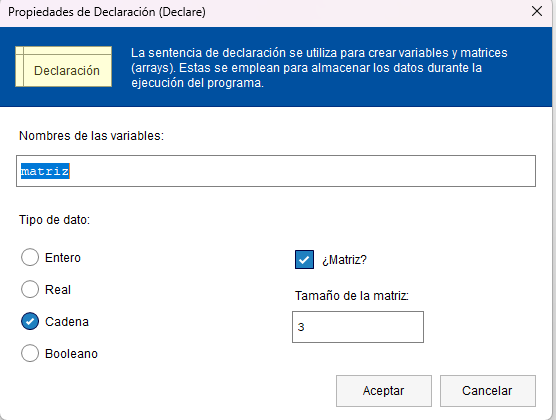 Propiedades de Declaración (Declare)
Declaración
La sentencia de declaración se utiliza para crear variables y matrices
(arrays). Estas se emplean para almacenar los datos durante la
ejecución del programa.
Nombres de las variables:
matriz
Tipo de dato:
Entero
Real
Cadena
Booleano
¿Matriz?
Tamaño de la matriz:
3
Aceptar
Cancelar